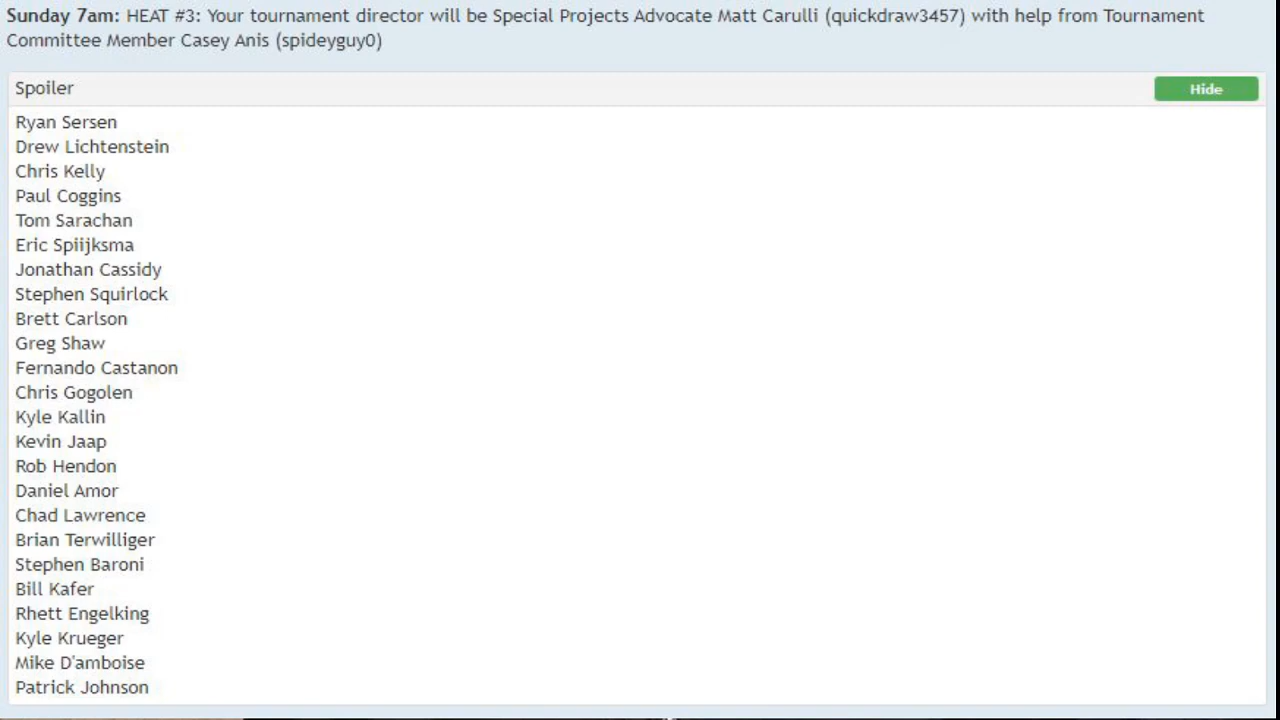 Sunday 7am: HEAT #3: Your tournament director will be Special Projects Advocate Matt Carulli (quickdraw3457) with help from Tournament
Committee Member Casey Anis (spideyguy0)
Spoiler
Hide
Ryan Sersen
Drew Lichtenstein
Chris Kelly
Paul Coggins
Tom Sarachan
Eric Spiijksma
Jonathan Cassidy
Stephen Squirlock
Brett Carlson
Greg Shaw
Fernando Castanon
Chris Gogolen
Kyle Kallin
Kevin Jaap
Rob Hendon
Daniel Amor
Chad Lawrence
Brian Terwilliger
Stephen Baroni
Bill Kafer
Rhett Engelking
Kyle Krueger
Mike D'amboise
Patrick Johnson